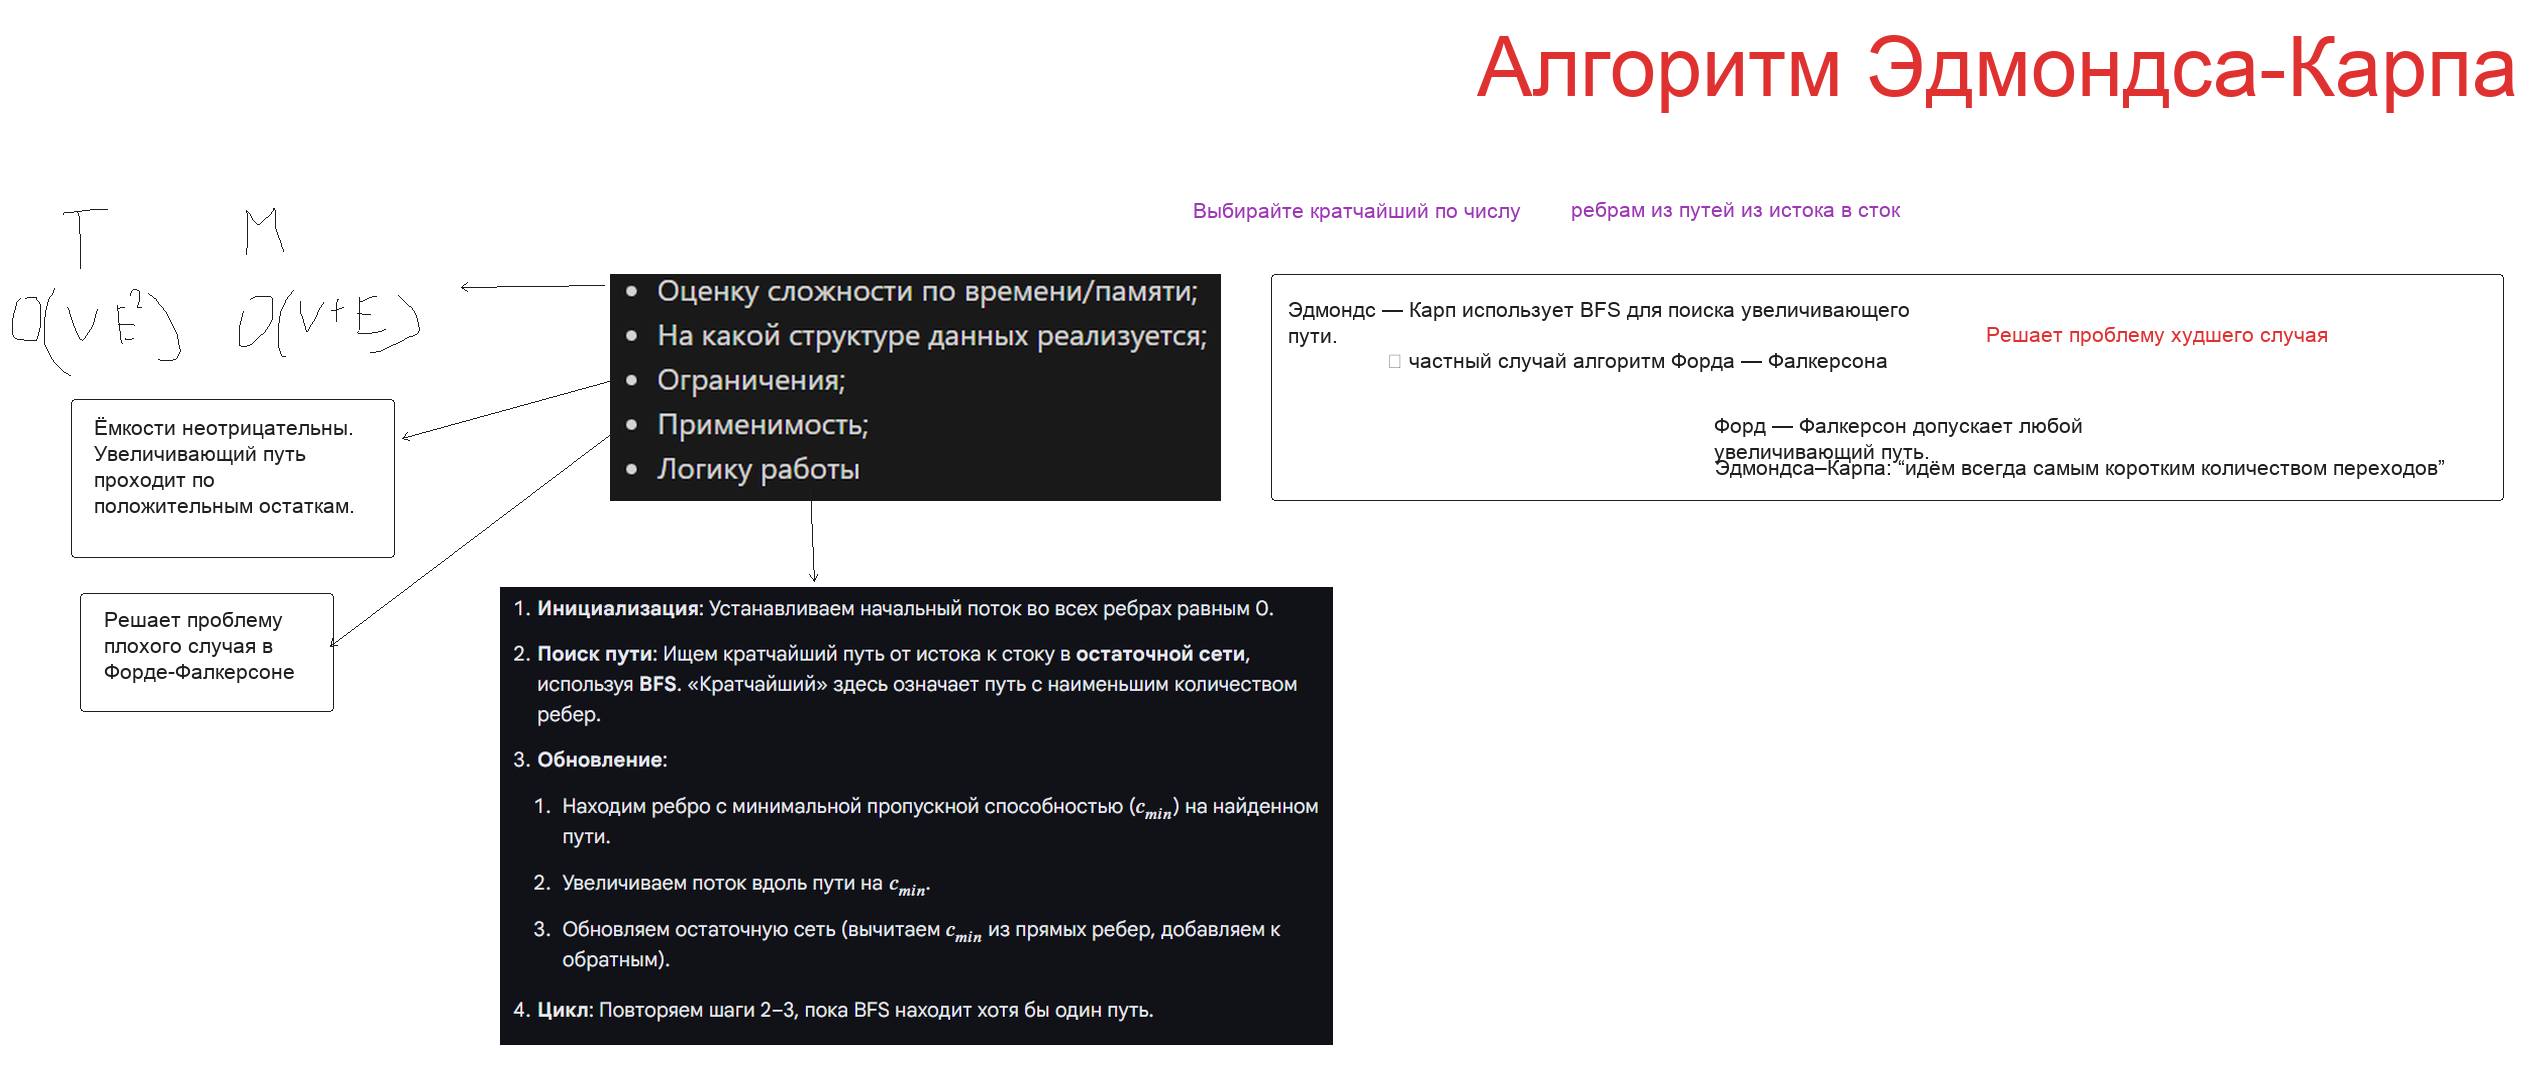 Алгоритм Эдмондса-Карпа
Выбирайте кратчайший по числу ребрам из путей из истока в сток
T M
O(VE²) O(V+E)
• Оценку сложности по времени/памяти;
• На какой структуре данных реализуется;
• Ограничения;
• Применимость;
• Логику работы
Эдмондс — Карп использует BFS для поиска увеличивающего
пути.
Решает проблему худшего случая
частный случай алгоритм Форда — Фалкерсона
Форд — Фалкерсон допускает любой
увеличивающий путь.
Эдмондса–Карпа: “идём всегда самым коротким количеством переходов”
Ёмкости неотрицательны.
Увеличивающий путь
проходит по
положительным остаткам.
Решает проблему
плохого случая в
Форде-Фалкерсоне
1. Инициализация: Устанавливаем начальный поток во всех ребрах равным 0.
2. Поиск пути: Ищем кратчайший путь от истока к стоку в остаточной сети,
используя BFS. «Кратчайший» здесь означает путь с наименьшим количеством
ребер.
3. Обновление:
1. Находим ребро с минимальной пропускной способностью (c_min) на найденном
пути.
2. Увеличиваем поток вдоль пути на c_min.
3. Обновляем остаточную сеть (вычитаем c_min из прямых ребер, добавляем к
обратным).
4. Цикл: Повторяем шаги 2–3, пока BFS находит хотя бы один путь.